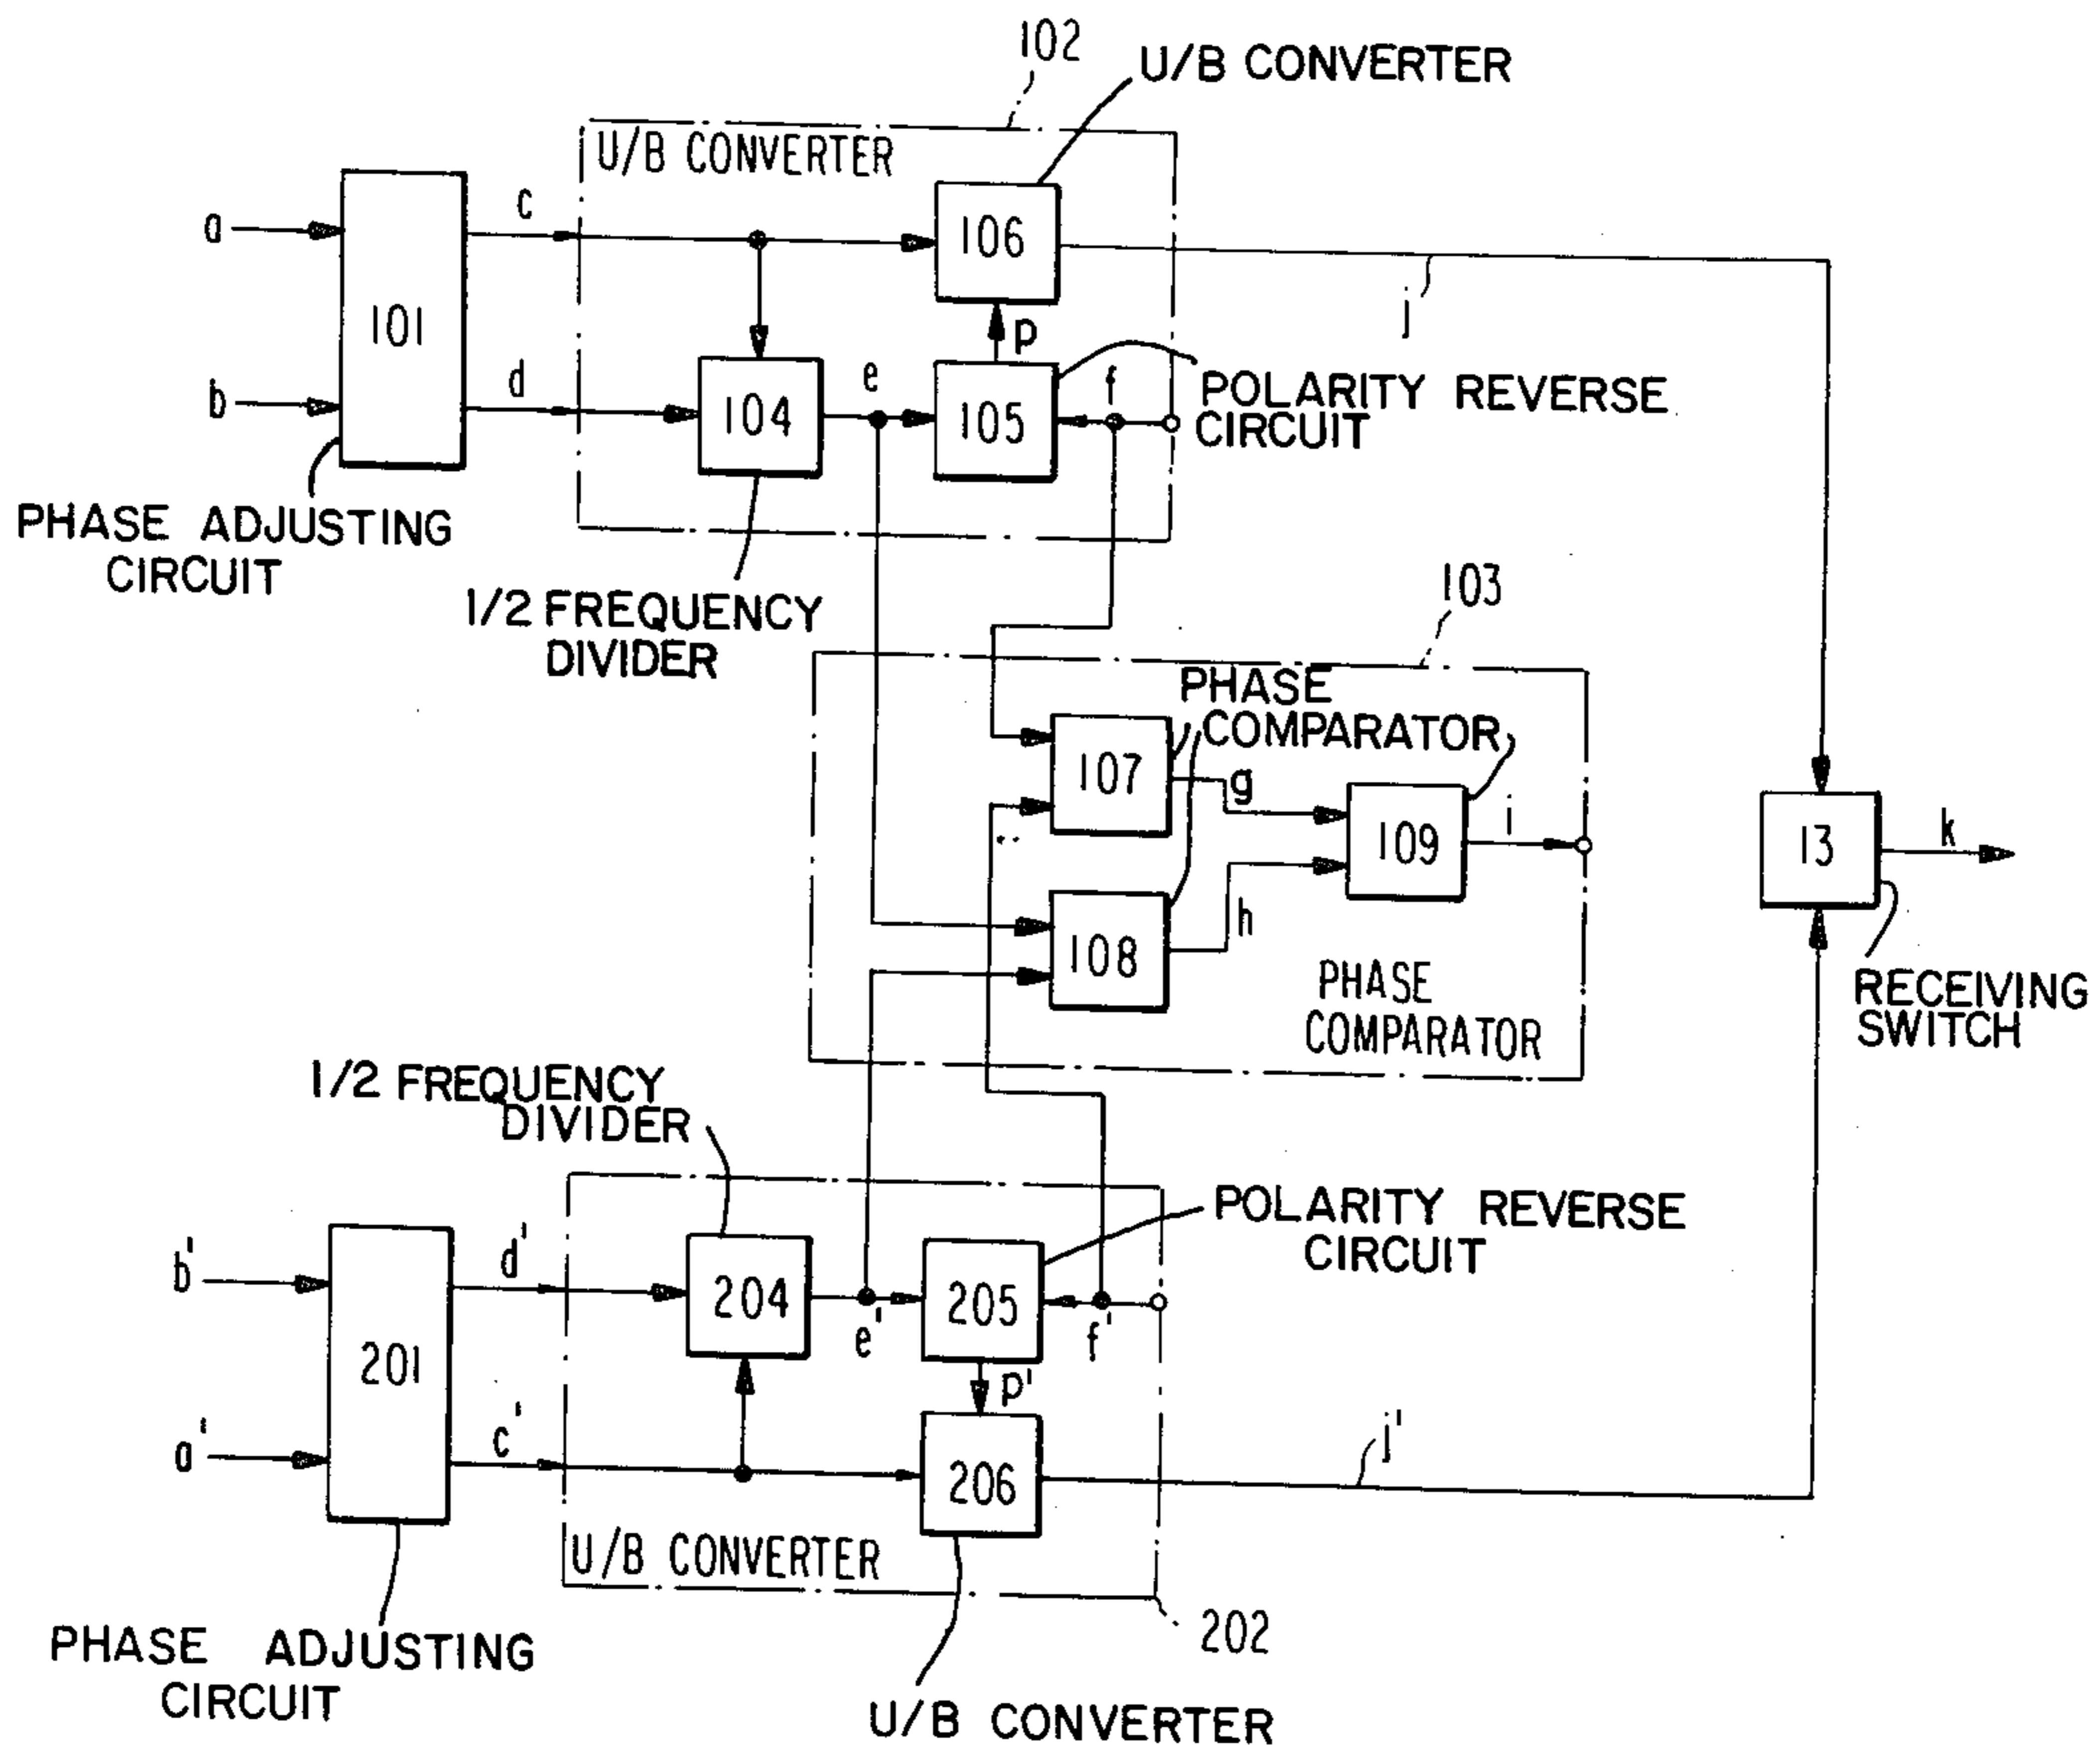 102
U/B CONVERTER
U/B CONVERTER
a
c
106
j
101
p
b
d
104
e
105
f
POLARITY REVERSE
CIRCUIT
PHASE ADJUSTING
CIRCUIT
1/2 FREQUENCY
DIVIDER
103
PHASE
COMPARATOR
107
g
109
i
13
k
108
h
PHASE
COMPARATOR
RECEIVING
SWITCH
1/2 FREQUENCY
DIVIDER
POLARITY REVERSE
CIRCUIT
b'
d'
204
e'
205
f'
201
p'
a'
c'
206
j'
U/B CONVERTER
202
PHASE ADJUSTING
CIRCUIT
U/B CONVERTER